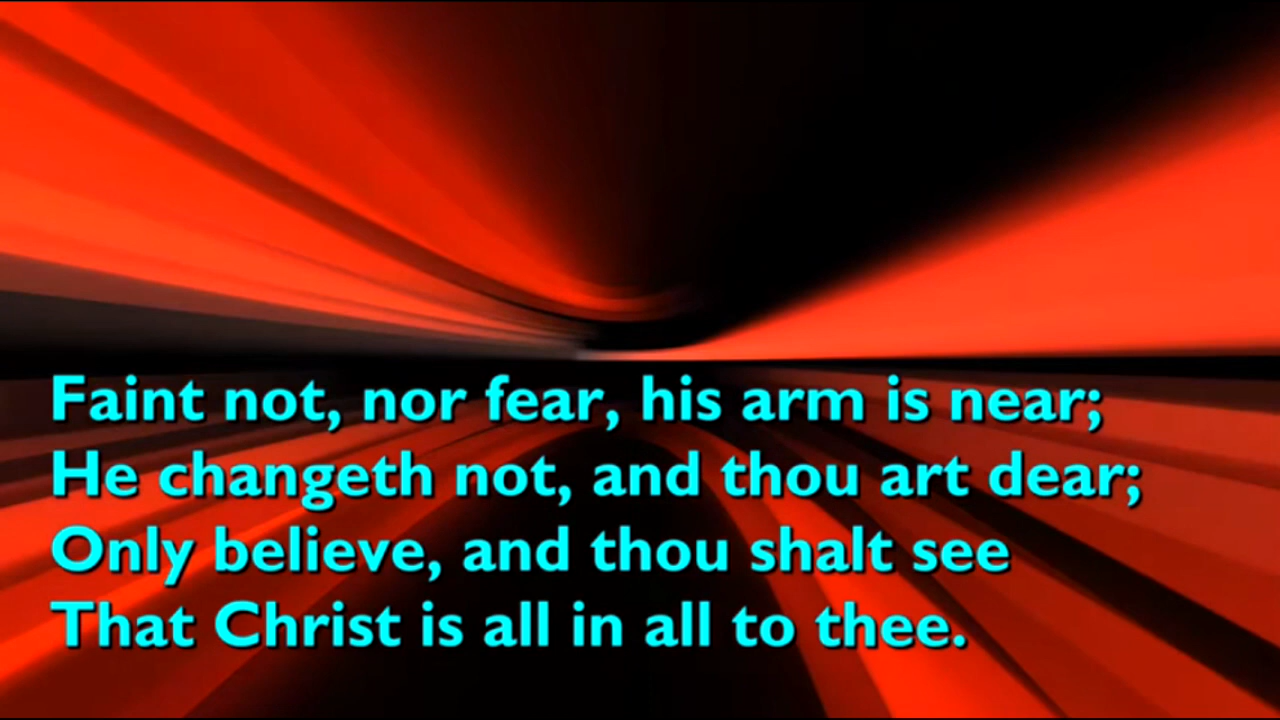 Faint not, nor fear, his arm is near;
He changeth not, and thou art dear;
Only believe, and thou shalt see
That Christ is all in all to thee.